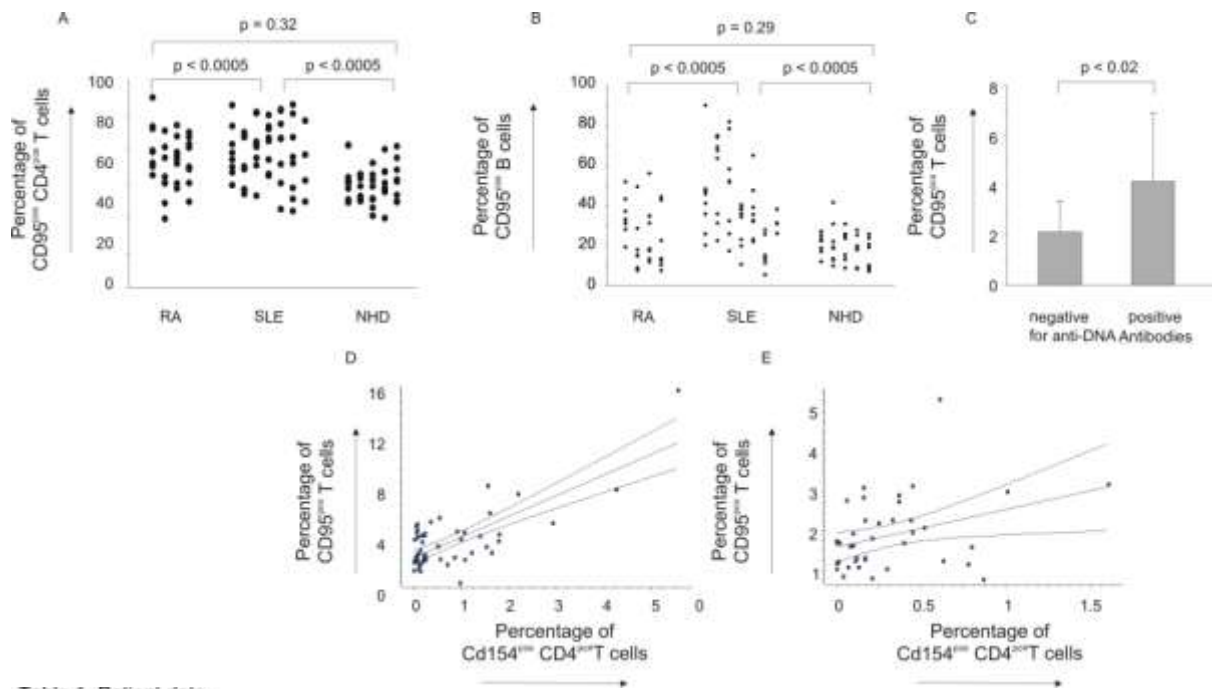 A
p = 0.32
p < 0.0005 p < 0.0005
Percentage of
CD95pos CD4pos T cells
100
80
60
40
20
0
RA SLE NHD
B
p = 0.29
p < 0.0005 p < 0.0005
Percentage of
CD95pos B cells
100
80
60
40
20
0
RA SLE NHD
C
p < 0.02
Percentage of
CD95pos T cells
8
6
4
2
0
negative positive
for anti-DNA Antibodies
D
Percentage of
CD95pos T cells
16
12
8
4
0
0 1 2 3 4 5 0
Percentage of
Cd154pos CD4posT cells
E
Percentage of
CD95pos T cells
5
4
3
2
1
0 0.5 1 1.5
Percentage of
Cd154pos CD4posT cells